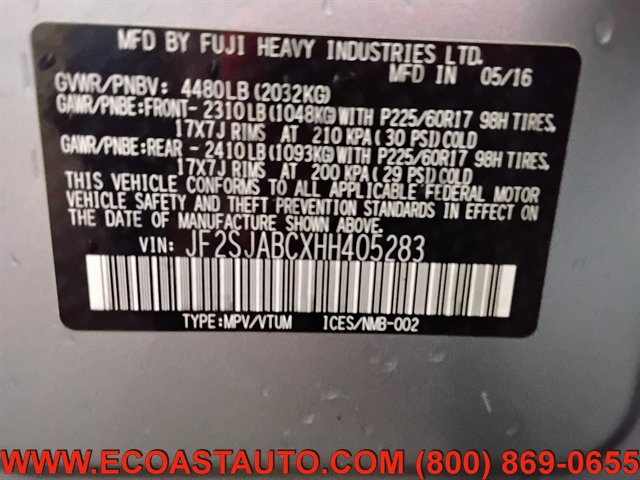 MFD BY FUJI HEAVY INDUSTRIES LTD.
MFD IN 05/16
GVWR/PNBV: 4480LB(2032KG)
GAWR/PNBE:FRONT-2310LB(1048KG)WITH P225/60R17 98H TIRES,
17X7J RIMS AT 210 KPA(30 PSI)COLD
GAWR/PNBE:REAR -2410LB(1093KG)WITH P225/60R17 98H TIRES,
17X7J RIMS AT 200 KPA(29 PSI)COLD
THIS VEHICLE CONFORMS TO ALL APPLICABLE FEDERAL MOTOR
VEHICLE SAFETY AND THEFT PREVENTION STANDARDS IN EFFECT ON
THE DATE OF MANUFACTURE SHOWN ABOVE.
VIN: JF2SJABCXHH405283
TYPE:MPV/VTUM ICES/NMB-002
WWW.ECOASTAUTO.COM (800) 869-0655